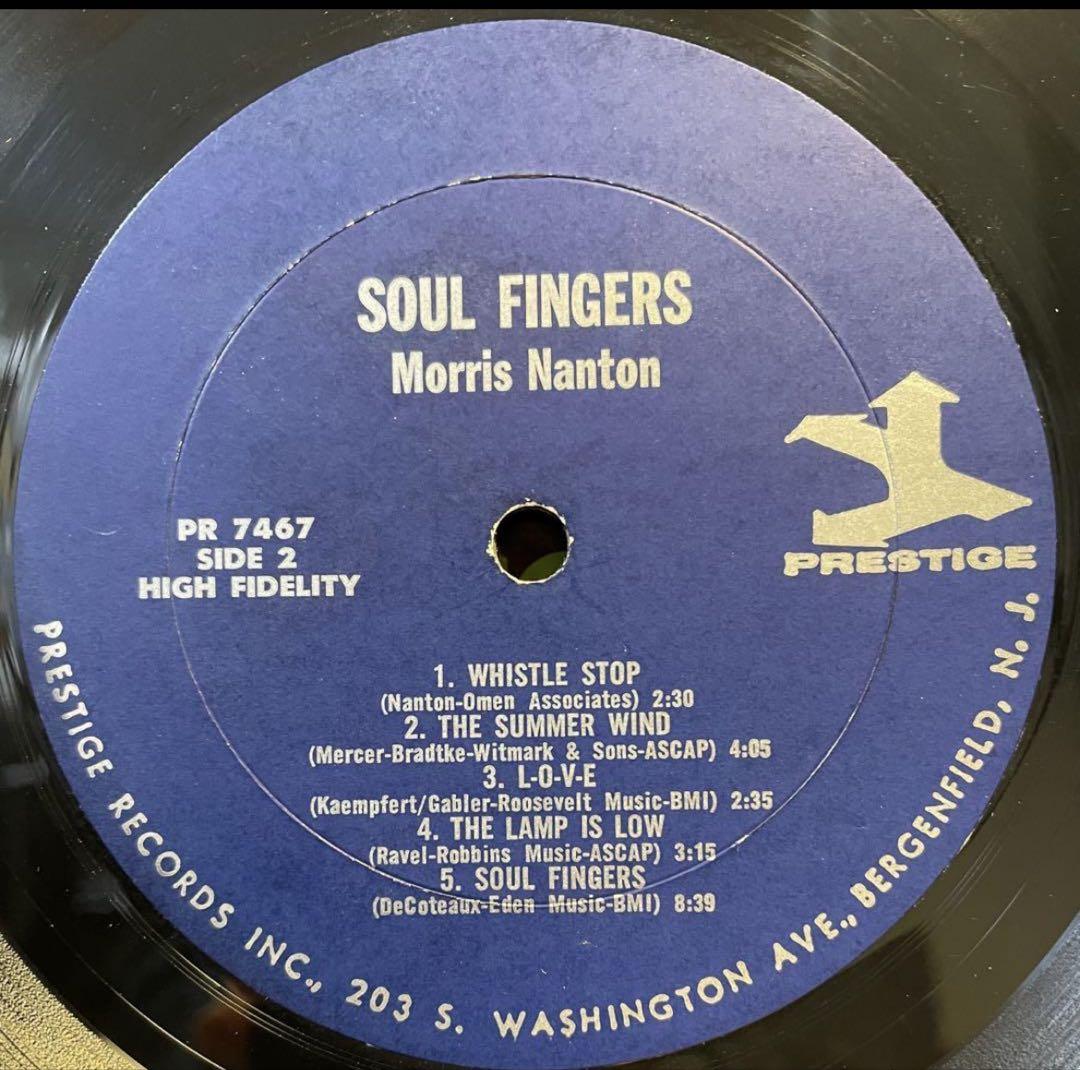 SOUL FINGERS
Morris Nanton
PRESTIGE
PR 7467
SIDE 2
HIGH FIDELITY
1. WHISTLE STOP
(Nanton-Omen Associates) 2:30
2. THE SUMMER WIND
(Mercer-Bradtke-Witmark & Sons-ASCAP) 4:05
3. L-O-V-E
(Kaempfert/Gabler-Roosevelt Music-BMI) 2:35
4. THE LAMP IS LOW
(Ravel-Robbins Music-ASCAP) 3:15
5. SOUL FINGERS
(DeCoteaux-Eden Music-BMI) 8:39
PRESTIGE RECORDS INC., 203 S. WASHINGTON AVE., BERGENFIELD, N. J.